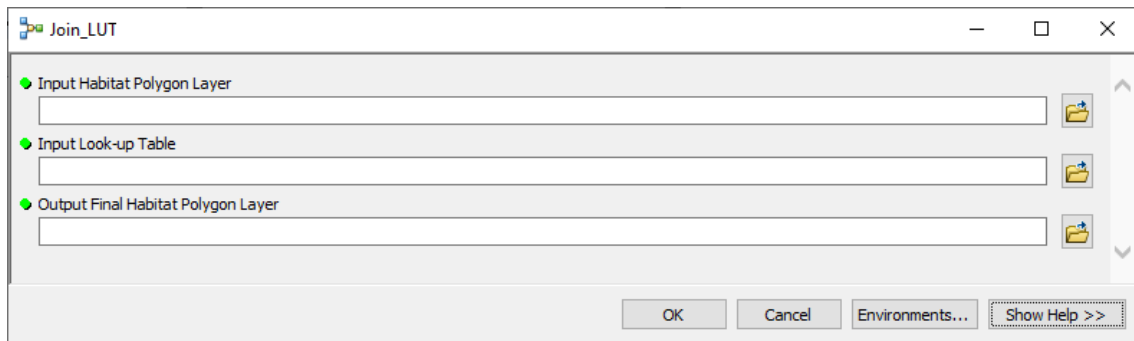 Join_LUT
Input Habitat Polygon Layer
Input Look-up Table
Output Final Habitat Polygon Layer
OK Cancel Environments... Show Help >>